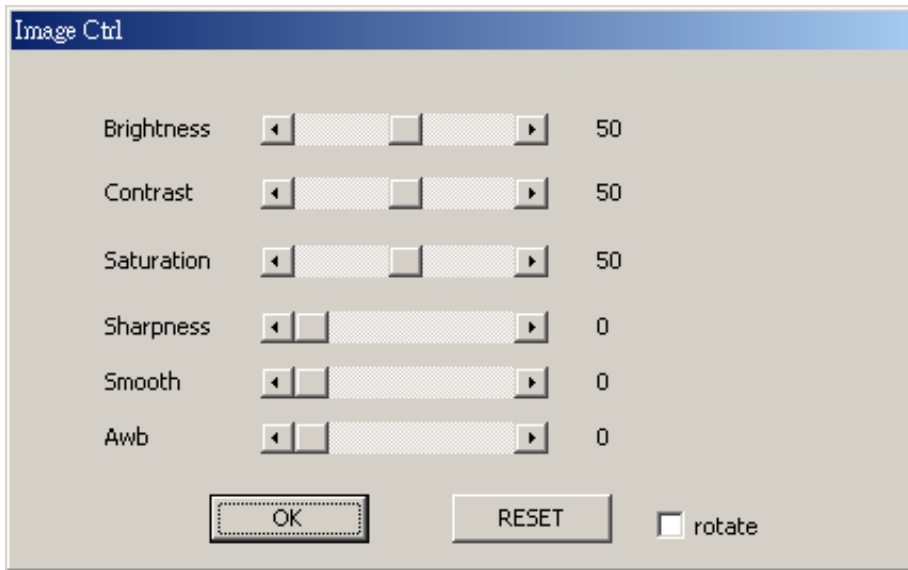 Image Ctrl
Brightness 50
Contrast 50
Saturation 50
Sharpness 0
Smooth 0
Awb 0
OK RESET rotate